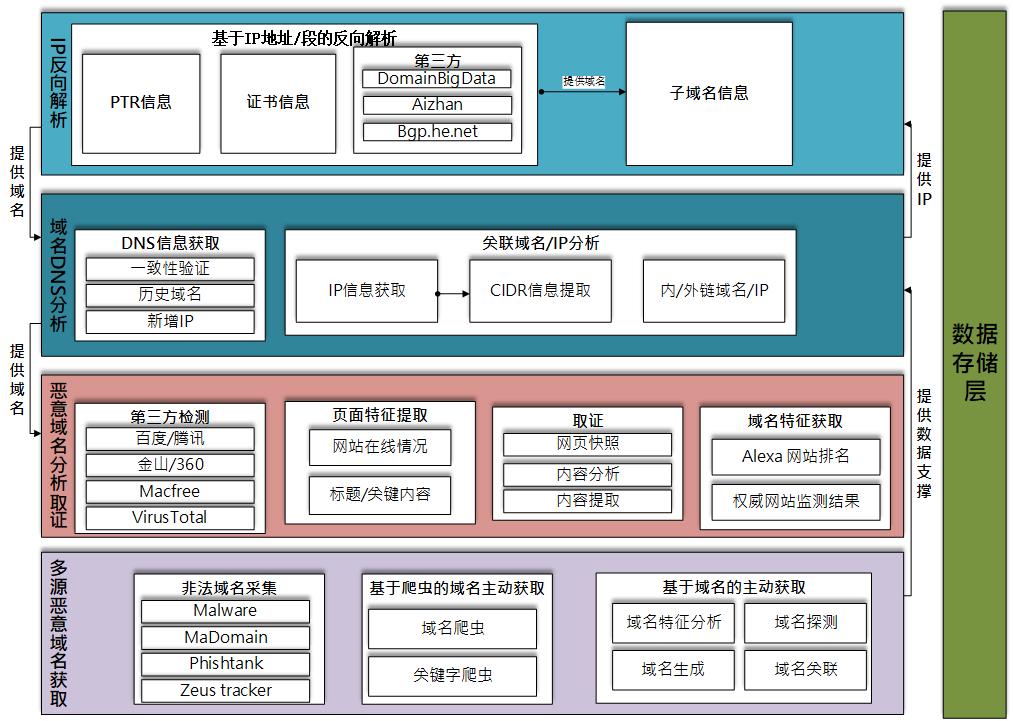 IP反向解析
基于IP地址/段的反向解析
PTR信息
证书信息
第三方
DomainBigData
Aizhan
Bgp.he.net
提供域名
子域名信息
提供域名
提供IP
域名DNS分析
DNS信息获取
一致性验证
历史域名
新增IP
关联域名/IP分析
IP信息获取
CIDR信息提取
内/外链域名/IP
提供域名
提供数据支撑
恶意域名分析取证
第三方检测
百度/腾讯
金山/360
Macfree
VirusTotal
页面特征提取
网站在线情况
标题/关键内容
取证
网页快照
内容分析
内容提取
域名特征获取
Alexa 网站排名
权威网站监测结果
多源恶意域名获取
非法域名采集
Malware
MaDomain
Phishtank
Zeus tracker
基于爬虫的域名主动获取
域名爬虫
关键字爬虫
基于域名的主动获取
域名特征分析
域名探测
域名生成
域名关联
数据
存储
层